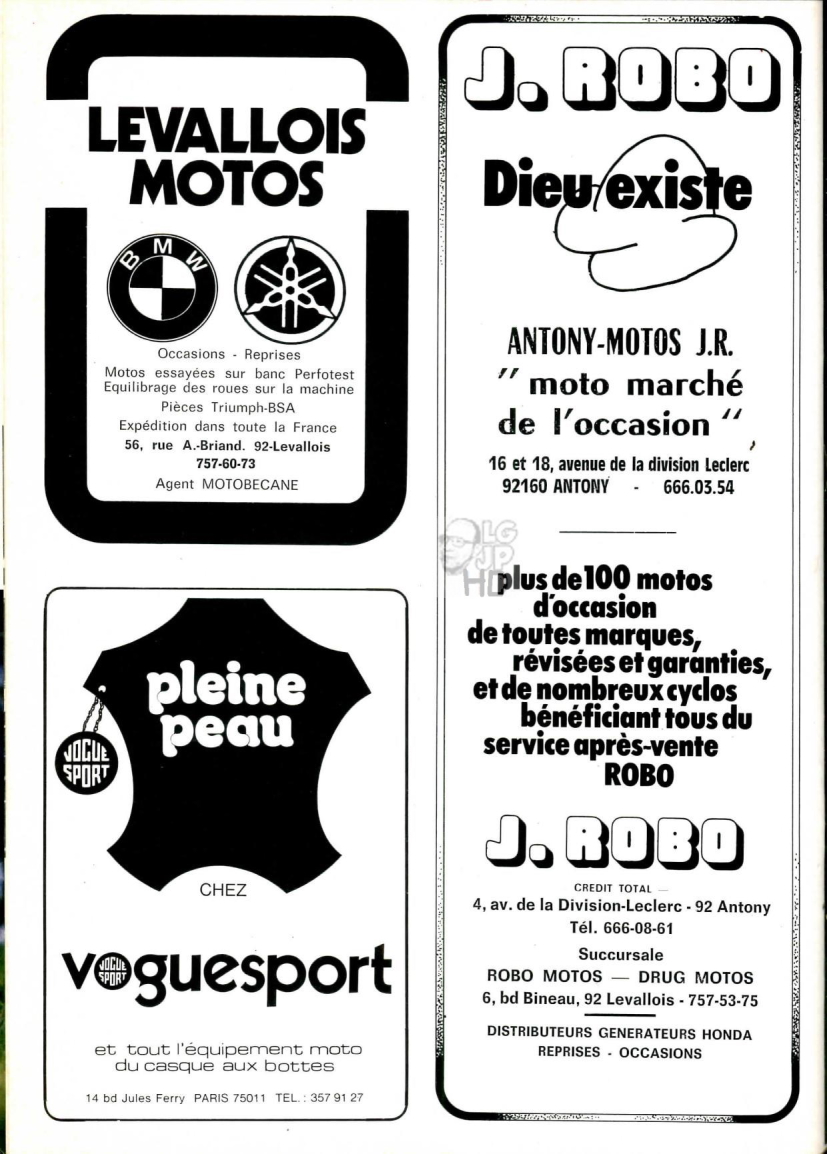 LEVALLOIS
MOTOS
BMW
Occasions - Reprises
Motos essayées sur banc Perfotest
Equilibrage des roues sur la machine
Pièces Triumph-BSA
Expédition dans toute la France
56, rue A.-Briand. 92-Levallois
757-60-73
Agent MOTOBECANE
pleine
peau
VOGUE
SPORT
CHEZ
voguesport
VOGUE
SPORT
et tout l'équipement moto
du casque aux bottes
14 bd Jules Ferry PARIS 75011 TEL. : 357 91 27
J. ROBO
Dieu existe
ANTONY-MOTOS J.R.
" moto marché
de l'occasion "
16 et 18, avenue de la division Leclerc
92160 ANTONY - 666.03.54
LG
JP
HD
plus de 100 motos
d'occasion
de toutes marques,
révisées et garanties,
et de nombreux cyclos
bénéficiant tous du
service après-vente
ROBO
J. ROBO
CREDIT TOTAL —
4, av. de la Division-Leclerc - 92 Antony
Tél. 666-08-61
Succursale
ROBO MOTOS — DRUG MOTOS
6, bd Bineau, 92 Levallois - 757-53-75
DISTRIBUTEURS GENERATEURS HONDA
REPRISES - OCCASIONS